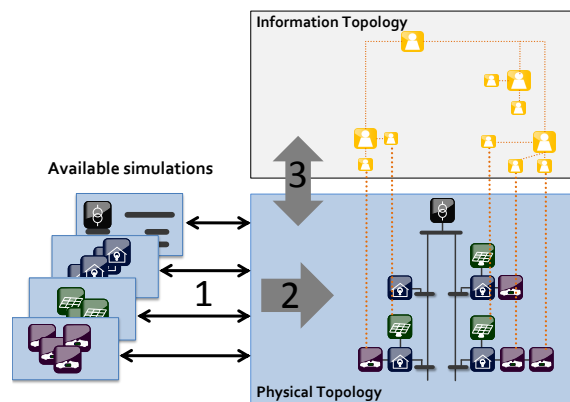 Information Topology
Available simulations
3
1
2
Physical Topology